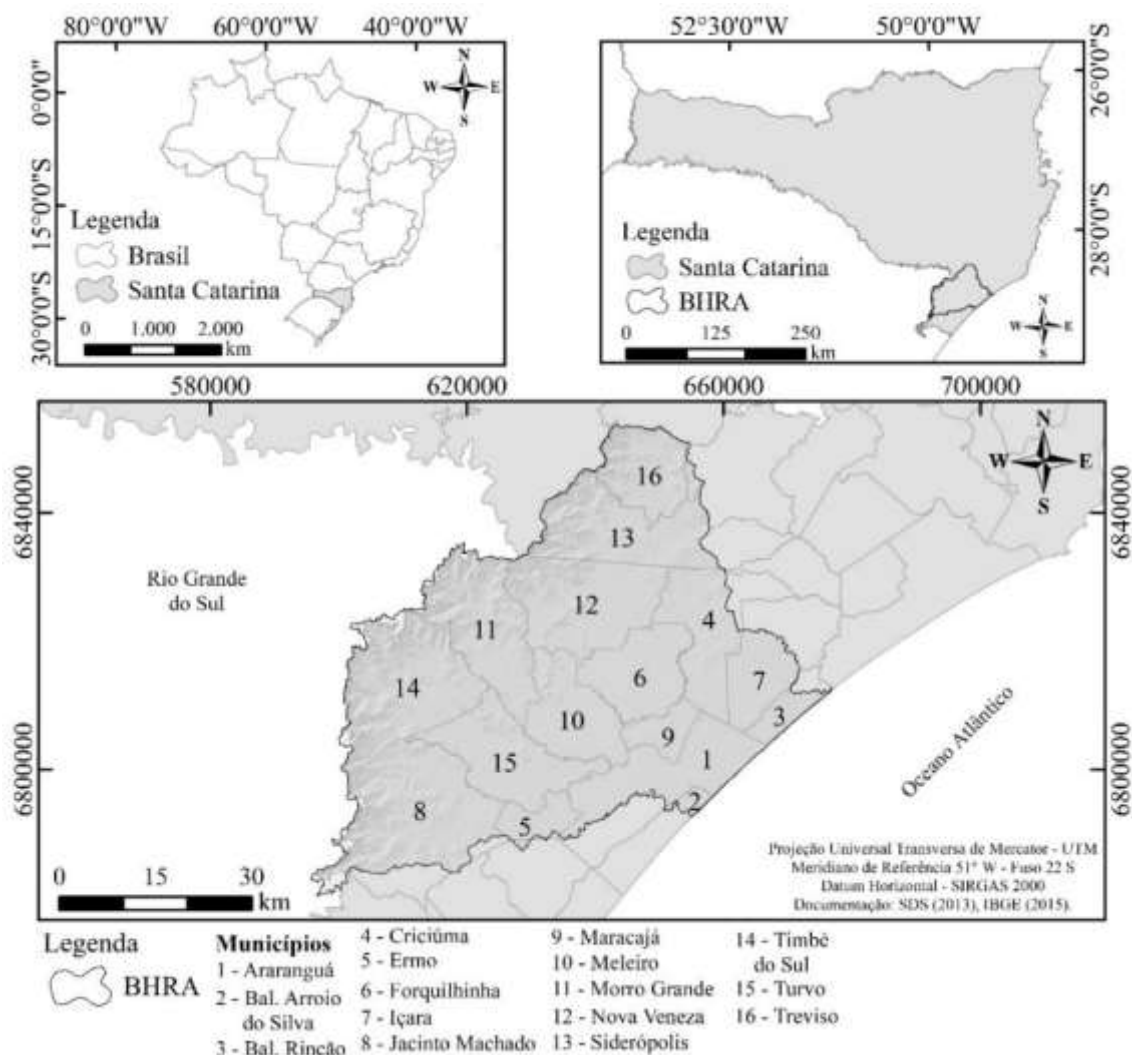 80°0'0"W 60°0'0"W 40°0'0"W
0°0'0"
15°0'0"S
30°0'0"S
N
W E
S
Legenda
Brasil
Santa Catarina
0 1.000 2.000
km
52°30'0"W 50°0'0"W
26°0'0"S
28°0'0"S
Legenda
Santa Catarina
BHRA
0 125 250
km
N
W E
S
580000 620000 660000 700000
6840000 6840000
6800000 6800000
N
W E
S
Rio Grande
do Sul
16
13
12
4
11
14
6
7
10
3
9
15
1
8
2
5
Oceano Atlântico
0 15 30
km
Projeção Universal Transversa de Mercator - UTM
Meridiano de Referência 51° W - Fuso 22 S
Datum Horizontal - SIRGAS 2000
Documentação: SDS (2013), IBGE (2015).
Legenda
BHRA
Municípios
1 - Araranguá
2 - Bal. Arroio
do Silva
3 - Bal. Rincão
4 - Criciúma
5 - Ermo
6 - Forquilhinha
7 - Içara
8 - Jacinto Machado
9 - Maracajá
10 - Meleiro
11 - Morro Grande
12 - Nova Veneza
13 - Siderópolis
14 - Timbé
do Sul
15 - Turvo
16 - Treviso